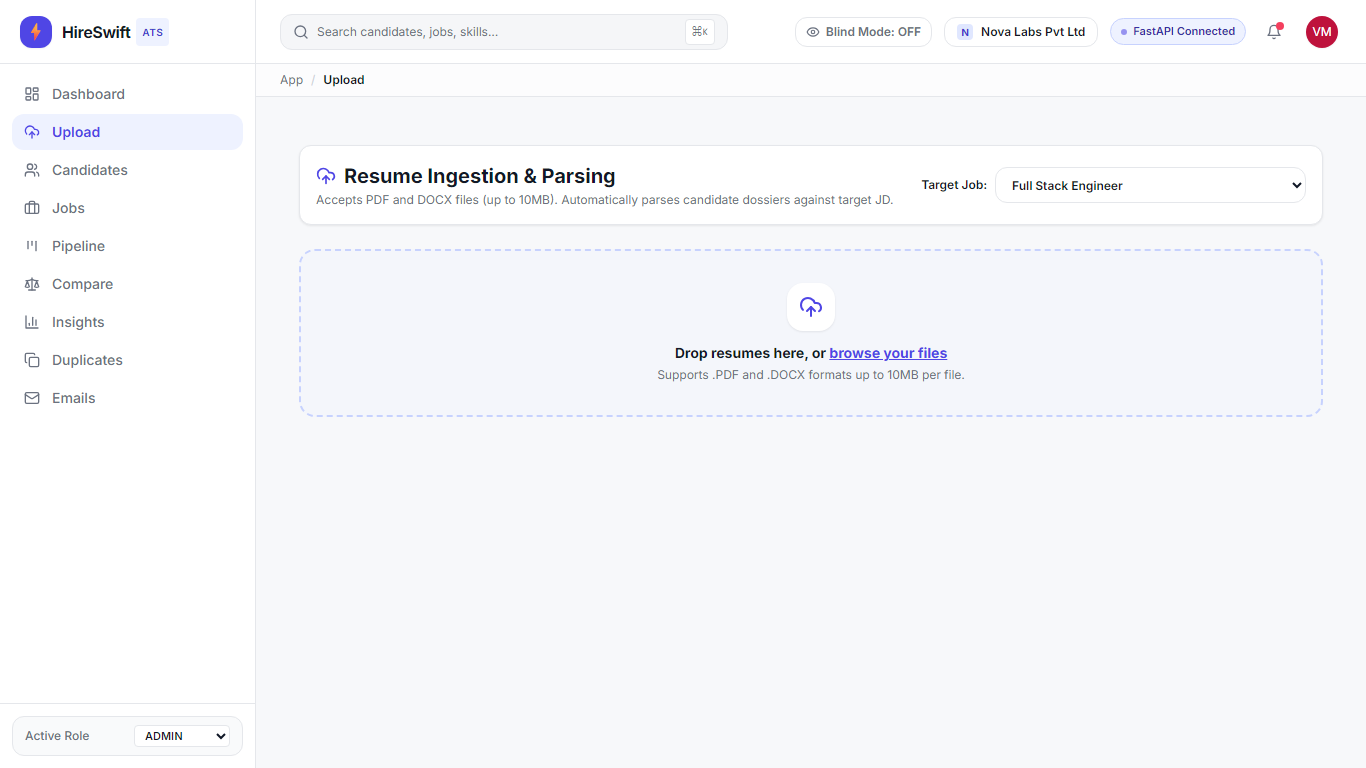 HireSwift ATS
Search candidates, jobs, skills... ⌘K
Blind Mode: OFF
N Nova Labs Pvt Ltd
FastAPI Connected
VM
App / Upload
Dashboard
Upload
Candidates
Jobs
Pipeline
Compare
Insights
Duplicates
Emails
Resume Ingestion & Parsing
Accepts PDF and DOCX files (up to 10MB). Automatically parses candidate dossiers against target JD.
Target Job: Full Stack Engineer
Drop resumes here, or browse your files
Supports .PDF and .DOCX formats up to 10MB per file.
Active Role ADMIN